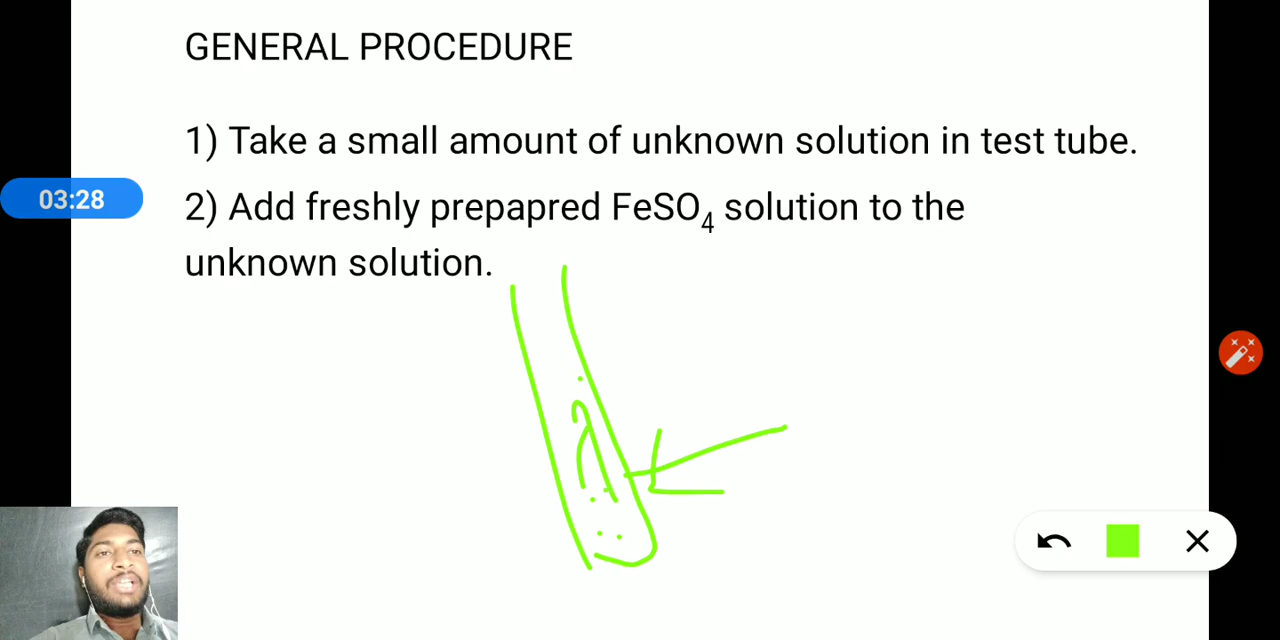 GENERAL PROCEDURE
1) Take a small amount of unknown solution in test tube.
03:28
2) Add freshly prepapred FeSO₄ solution to the
unknown solution.